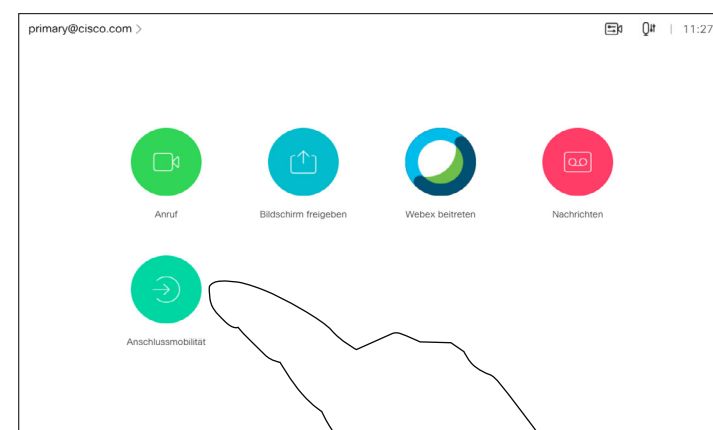 primary@cisco.com >
11:27
Anruf
Bildschirm freigeben
Webex beitreten
Nachrichten
Anschlussmobilität